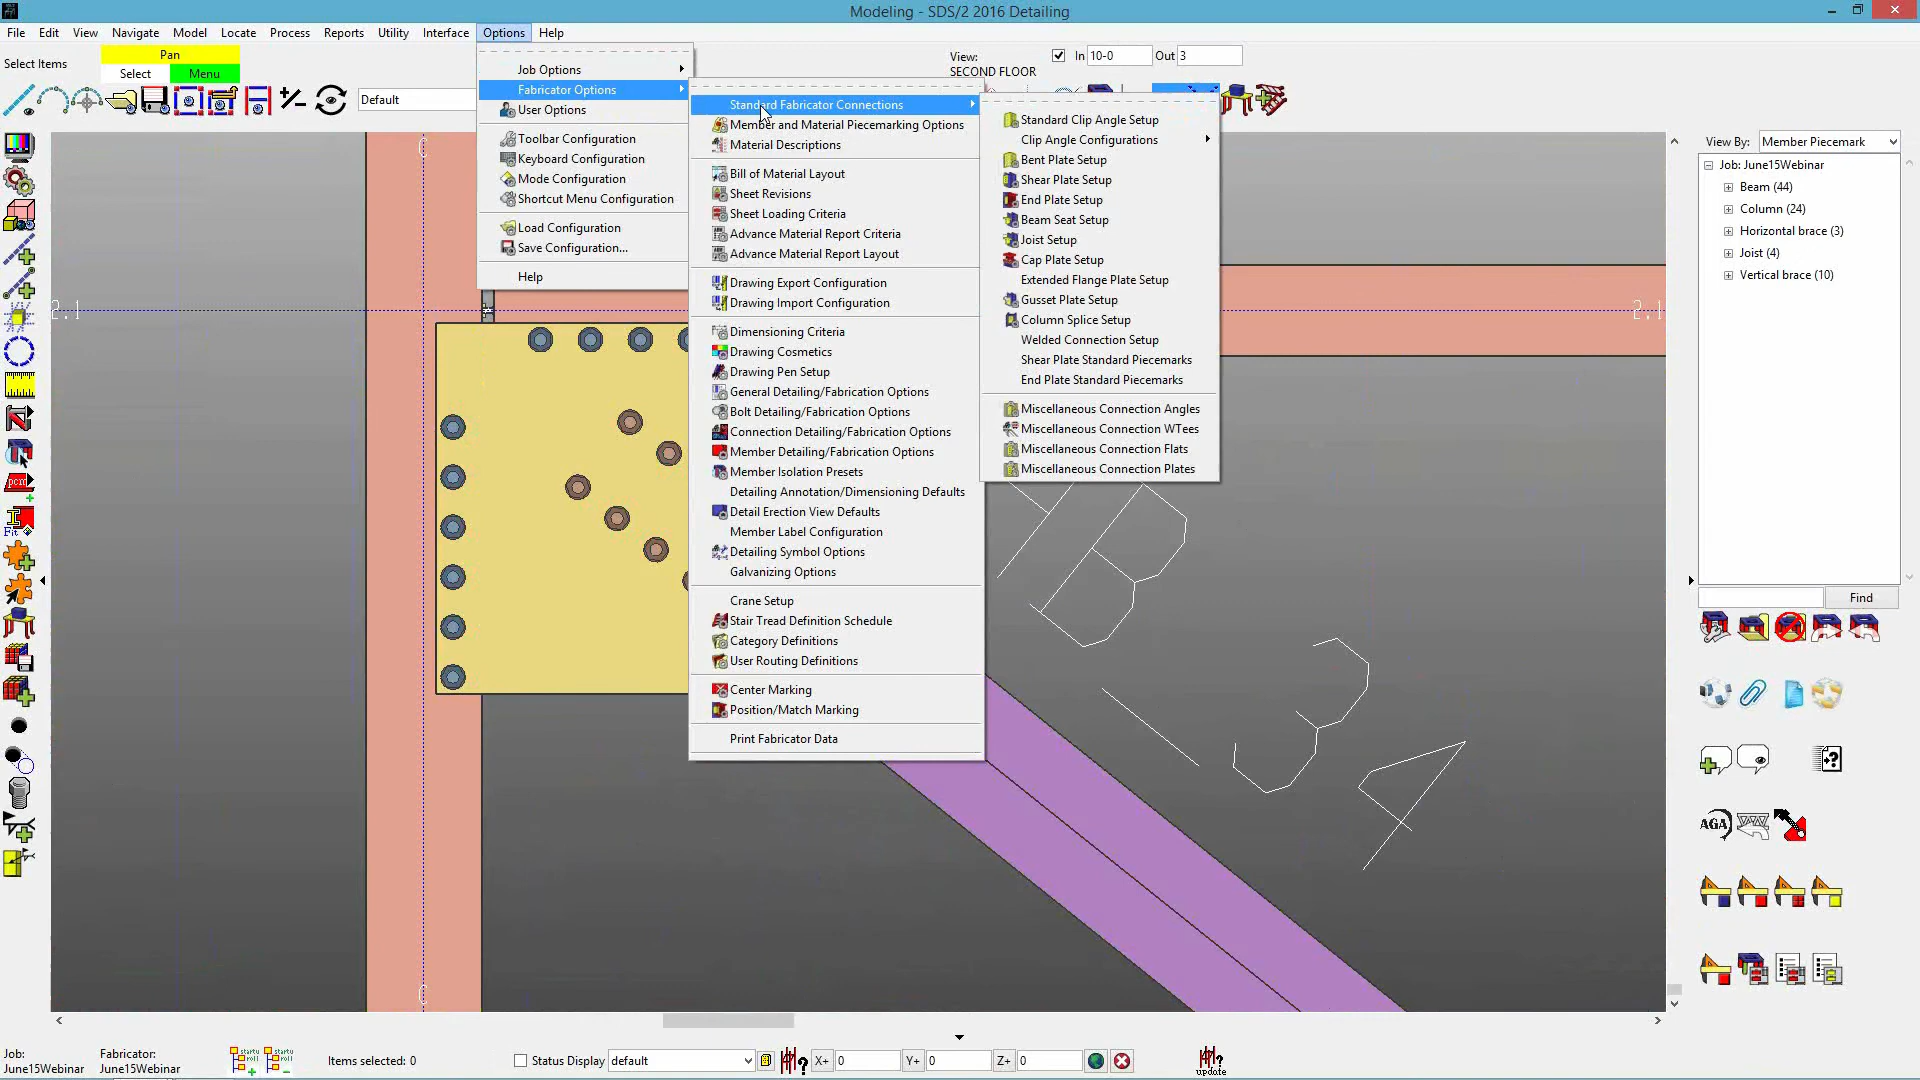 Modeling - SDS/2 2016 Detailing
File Edit View Navigate Model Locate Process Reports Utility Interface Options Help
Select Items
Pan
Select Menu
View:
SECOND FLOOR
In 10-0 Out 3
Default
Job Options
Fabricator Options
User Options
Toolbar Configuration
Keyboard Configuration
Mode Configuration
Shortcut Menu Configuration
Load Configuration
Save Configuration...
Help
Standard Fabricator Connections
Member and Material Piecemarking Options
Material Descriptions
Bill of Material Layout
Sheet Revisions
Sheet Loading Criteria
Advance Material Report Criteria
Advance Material Report Layout
Drawing Export Configuration
Drawing Import Configuration
Dimensioning Criteria
Drawing Cosmetics
Drawing Pen Setup
General Detailing/Fabrication Options
Bolt Detailing/Fabrication Options
Connection Detailing/Fabrication Options
Member Detailing/Fabrication Options
Member Isolation Presets
Detailing Annotation/Dimensioning Defaults
Detail Erection View Defaults
Member Label Configuration
Detailing Symbol Options
Galvanizing Options
Crane Setup
Stair Tread Definition Schedule
Category Definitions
User Routing Definitions
Center Marking
Position/Match Marking
Print Fabricator Data
Standard Clip Angle Setup
Clip Angle Configurations
Bent Plate Setup
Shear Plate Setup
End Plate Setup
Beam Seat Setup
Joist Setup
Cap Plate Setup
Extended Flange Plate Setup
Gusset Plate Setup
Column Splice Setup
Welded Connection Setup
Shear Plate Standard Piecemarks
End Plate Standard Piecemarks
Miscellaneous Connection Angles
Miscellaneous Connection WTees
Miscellaneous Connection Flats
Miscellaneous Connection Plates
View By: Member Piecemark
Job: June15Webinar
Beam (44)
Column (24)
Horizontal brace (3)
Joist (4)
Vertical brace (10)
Find
AGA
pcm
Fit
C
2.1
2.1
B_34
C
Job:
June15Webinar
Fabricator:
June15Webinar
Items selected: 0
Status Display default
X+ 0 Y+ 0 Z+ 0
update